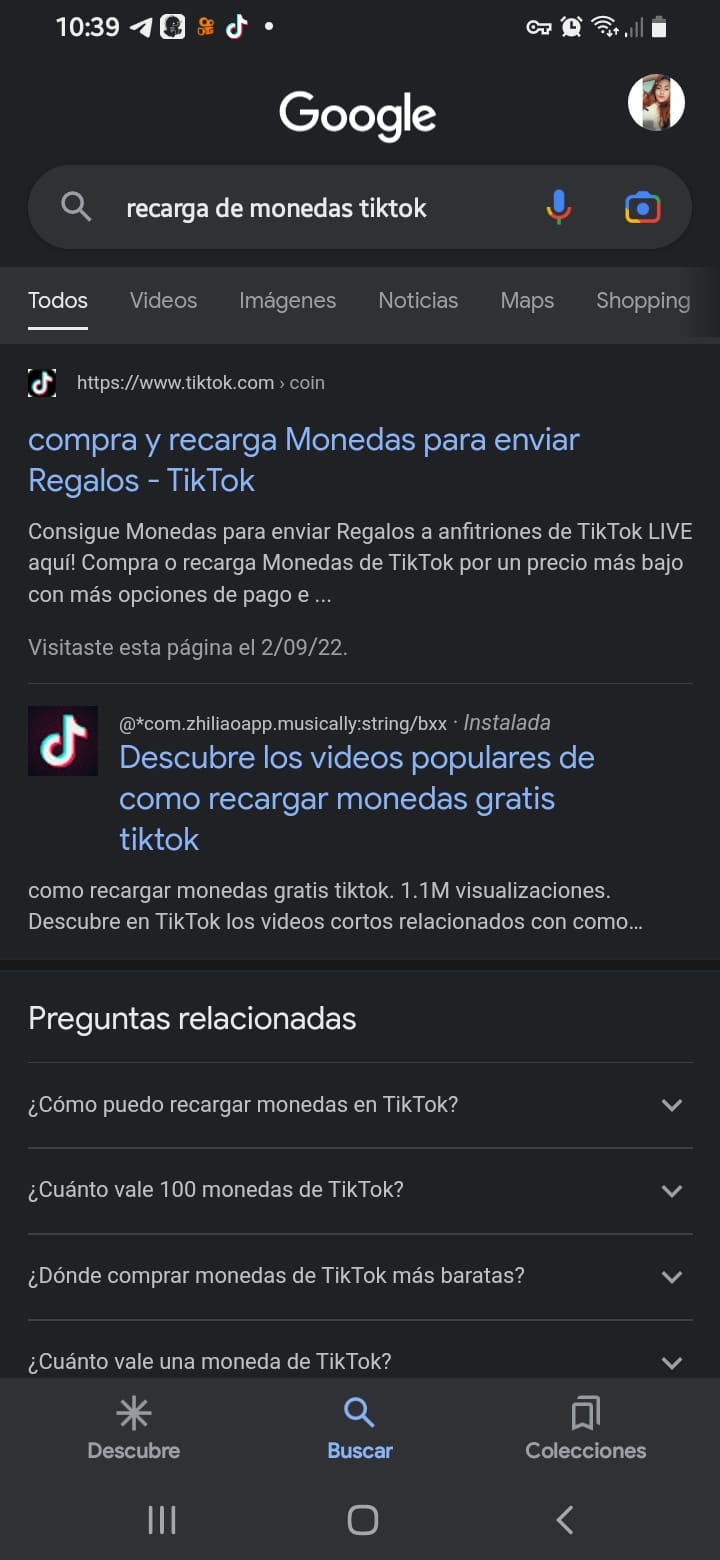 10:39
Google
recarga de monedas tiktok
Todos Videos Imágenes Noticias Maps Shopping
https://www.tiktok.com › coin
compra y recarga Monedas para enviar
Regalos - TikTok
Consigue Monedas para enviar Regalos a anfitriones de TikTok LIVE
aquí! Compra o recarga Monedas de TikTok por un precio más bajo
con más opciones de pago e ...
Visitaste esta página el 2/09/22.
@*com.zhiliaoapp.musically:string/bxx · Instalada
Descubre los videos populares de
como recargar monedas gratis
tiktok
como recargar monedas gratis tiktok. 1.1M visualizaciones.
Descubre en TikTok los videos cortos relacionados con como...
Preguntas relacionadas
¿Cómo puedo recargar monedas en TikTok?
¿Cuánto vale 100 monedas de TikTok?
¿Dónde comprar monedas de TikTok más baratas?
¿Cuánto vale una moneda de TikTok?
Descubre Buscar Colecciones